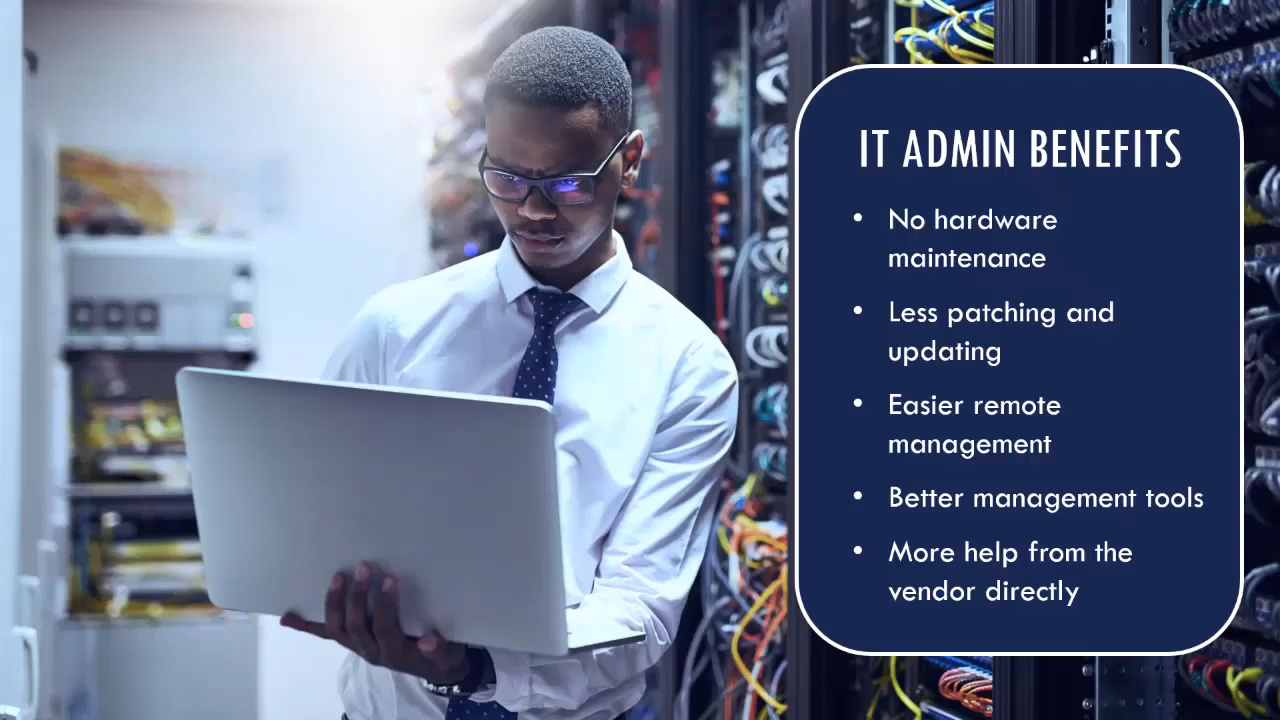 IT ADMIN BENEFITS
• No hardware
maintenance
• Less patching and
updating
• Easier remote
management
• Better management tools
• More help from the
vendor directly